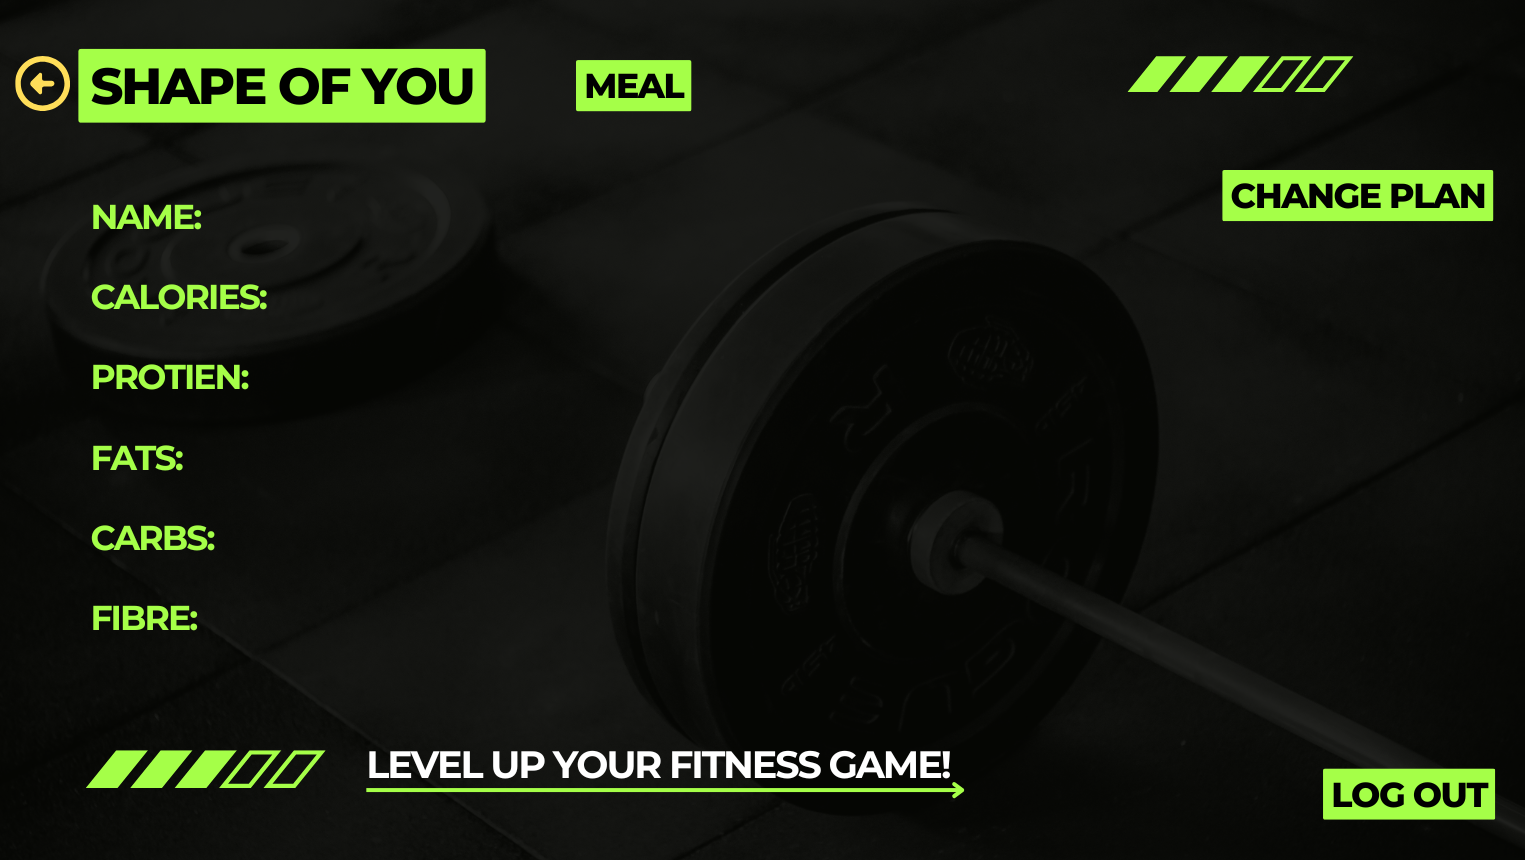 SHAPE OF YOU
MEAL
CHANGE PLAN
NAME:
CALORIES:
PROTIEN:
FATS:
CARBS:
FIBRE:
LEVEL UP YOUR FITNESS GAME!
LOG OUT